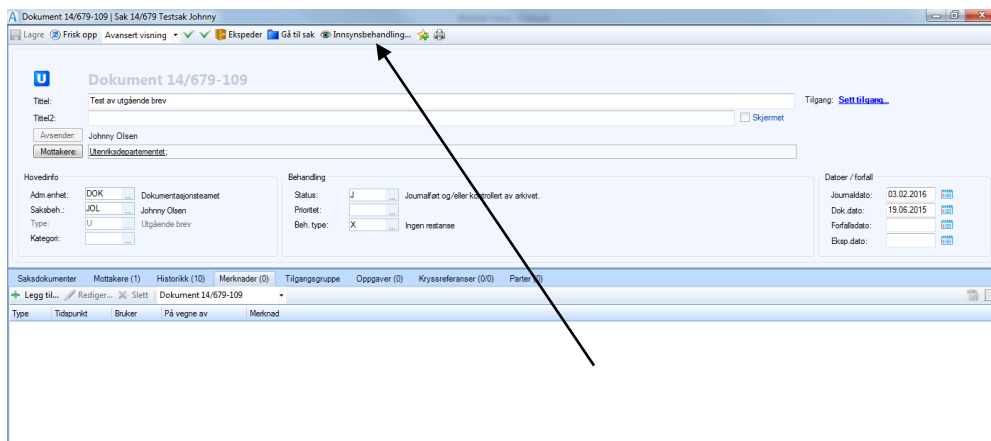 A Dokument 14/679-109 | Sak 14/679 Testsak Johnny
Lagre Frisk opp Avansert visning Ekspeder Gå til sak Innsynsbehandling...
U Dokument 14/679-109
Tittel: Test av utgående brev Tilgang: Sett tilgang...
Tittel2: Skjermet
Avsender: Johnny Olsen
Mottakere: Utenriksdepartementet;
Hovedinfo Behandling Datoer / forfall
Adm.enhet: DOK ... Dokumentasjonsteamet Status: J ... Journalført og/eller kontrollert av arkivet. Journaldato: 03.02.2016
Saksbeh.: JOL ... Johnny Olsen Prioritet: ... Dok.dato: 19.06.2015
Type: U ... Utgående brev Beh. type: X ... Ingen restanse Forfallsdato:
Kategori: ... Eksp.dato:
Saksdokumenter Mottakere (1) Historikk (10) Merknader (0) Tilgangsgruppe Oppgaver (0) Kryssreferanser (0/0) Parter (0)
Legg til... Rediger... Slett Dokument 14/679-109
Type Tidspunkt Bruker På vegne av Merknad